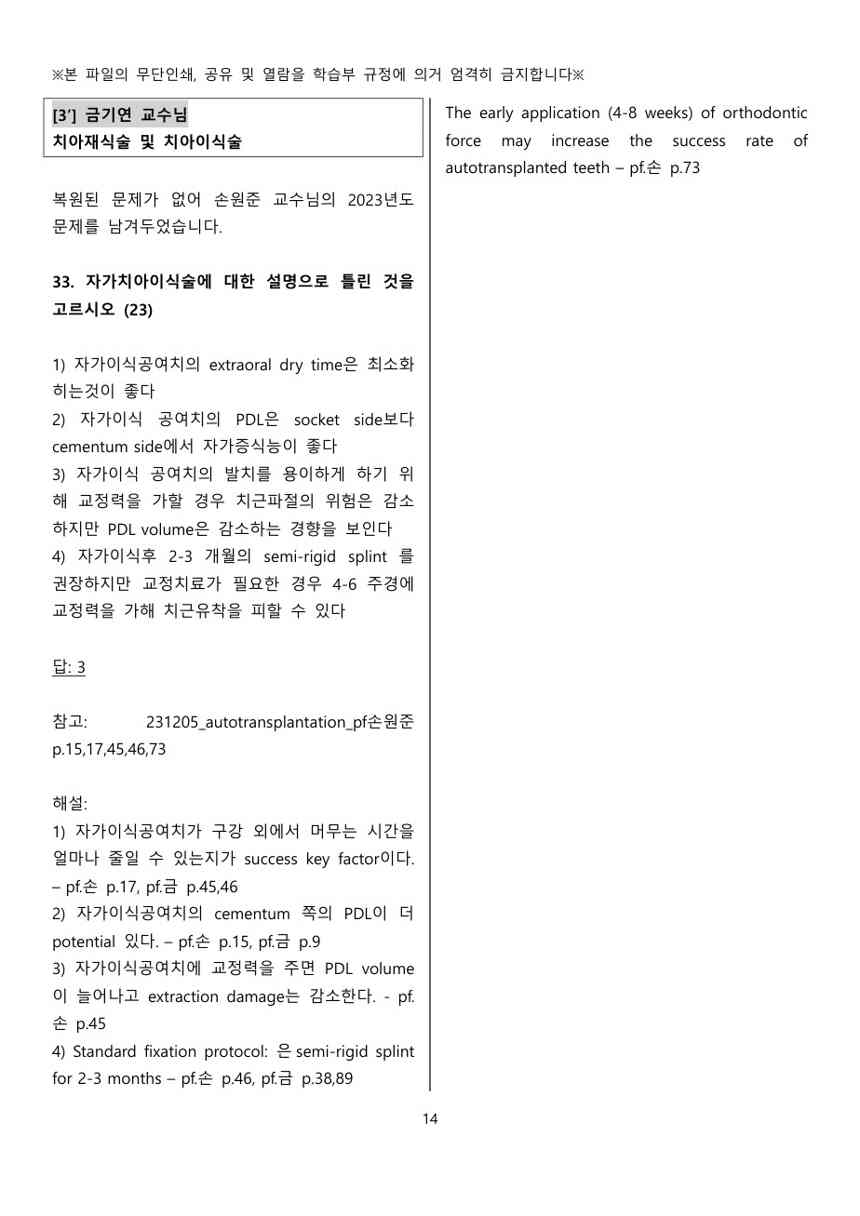 ※본 파일의 무단인쇄, 공유 및 열람을 학습부 규정에 의거 엄격히 금지합니다※
[3’] 금기연 교수님
치아재식술 및 치아이식술
복원된 문제가 없어 손원준 교수님의 2023년도
문제를 남겨두었습니다.
33. 자가치아이식술에 대한 설명으로 틀린 것을
고르시오 (23)
1) 자가이식공여치의 extraoral dry time은 최소화
히는것이 좋다
2) 자가이식 공여치의 PDL은 socket side보다
cementum side에서 자가증식능이 좋다
3) 자가이식 공여치의 발치를 용이하게 하기 위
해 교정력을 가할 경우 치근파절의 위험은 감소
하지만 PDL volume은 감소하는 경향을 보인다
4) 자가이식후 2-3 개월의 semi-rigid splint 를
권장하지만 교정치료가 필요한 경우 4-6 주경에
교정력을 가해 치근유착을 피할 수 있다
답: 3
참고: 231205_autotransplantation_pf손원준
p.15,17,45,46,73
해설:
1) 자가이식공여치가 구강 외에서 머무는 시간을
얼마나 줄일 수 있는지가 success key factor이다.
– pf.손 p.17, pf.금 p.45,46
2) 자가이식공여치의 cementum 쪽의 PDL이 더
potential 있다. – pf.손 p.15, pf.금 p.9
3) 자가이식공여치에 교정력을 주면 PDL volume
이 늘어나고 extraction damage는 감소한다. - pf.
손 p.45
4) Standard fixation protocol: 은 semi-rigid splint
for 2-3 months – pf.손 p.46, pf.금 p.38,89
The early application (4-8 weeks) of orthodontic
force may increase the success rate of
autotransplanted teeth – pf.손 p.73
14